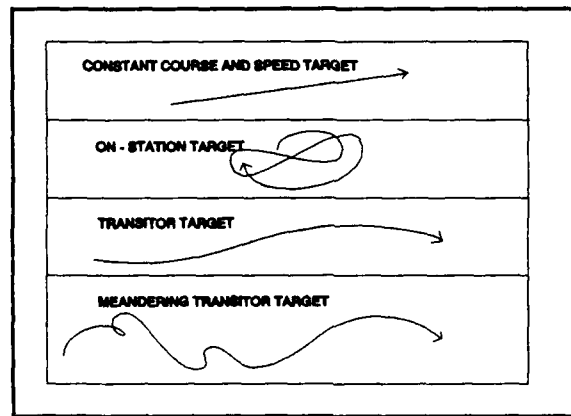 CONSTANT COURSE AND SPEED TARGET
ON - STATION TARGET
TRANSITOR TARGET
MEANDERING TRANSITOR TARGET